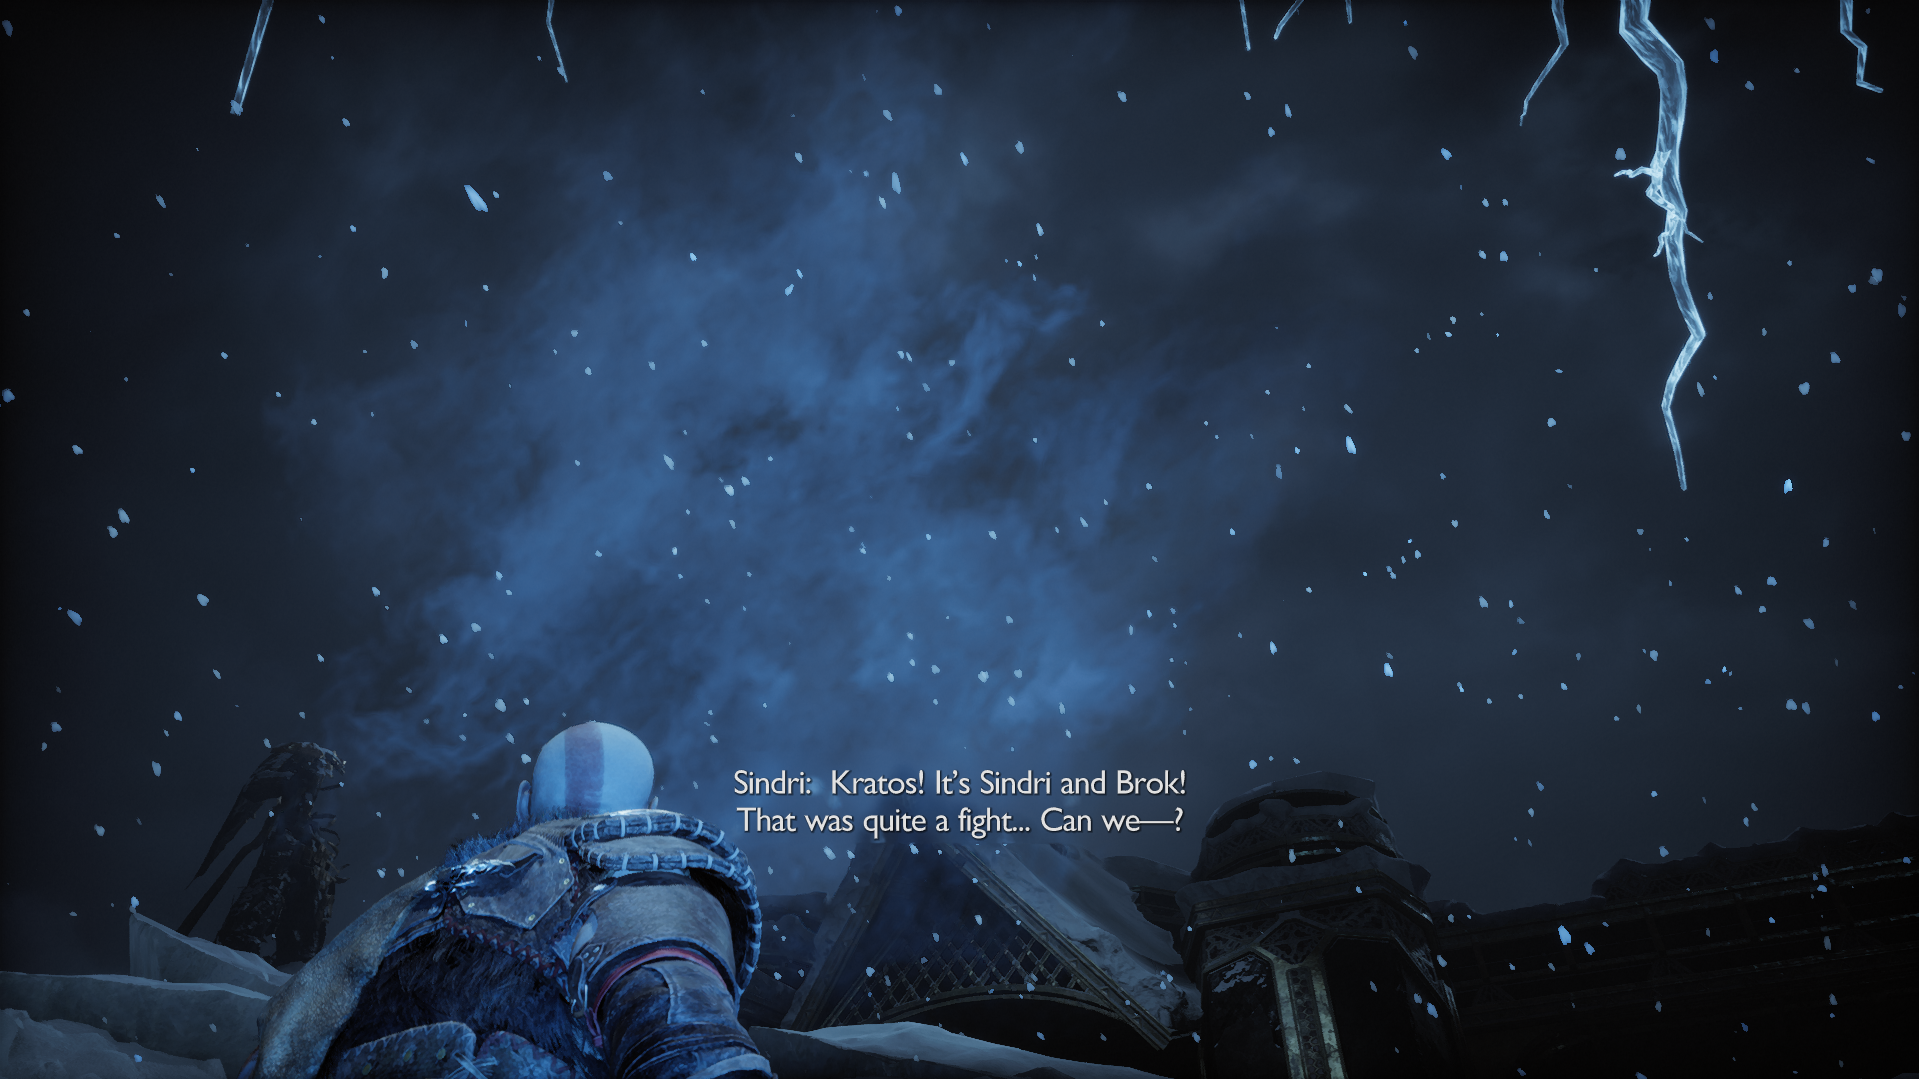 Sindri:  Kratos! It's Sindri and Brok!
That was quite a fight... Can we—?